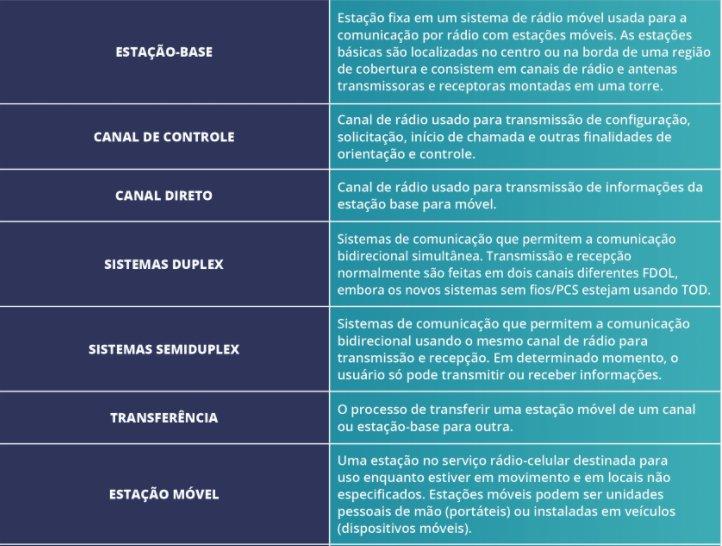 ESTAÇÃO-BASE
Estação fixa em um sistema de rádio móvel usada para a
comunicação por rádio com estações móveis. As estações
básicas são localizadas no centro ou na borda de uma região
de cobertura e consistem em canais de rádio e antenas
transmissoras e receptoras montadas em uma torre.
CANAL DE CONTROLE
Canal de rádio usado para transmissão de configuração,
solicitação, início de chamada e outras finalidades de
orientação e controle.
CANAL DIRETO
Canal de rádio usado para transmissão de informações da
estação base para móvel.
SISTEMAS DUPLEX
Sistemas de comunicação que permitem a comunicação
bidirecional simultânea. Transmissão e recepção
normalmente são feitas em dois canais diferentes FDOL,
embora os novos sistemas sem fios/PCS estejam usando TOD.
SISTEMAS SEMIDUPLEX
Sistemas de comunicação que permitem a comunicação
bidirecional usando o mesmo canal de rádio para
transmissão e recepção. Em determinado momento, o
usuário só pode transmitir ou receber informações.
TRANSFERÊNCIA
O processo de transferir uma estação móvel de um canal
ou estação-base para outra.
ESTAÇÃO MÓVEL
Uma estação no serviço rádio-celular destinada para
uso enquanto estiver em movimento e em locais não
especificados. Estações móveis podem ser unidades
pessoais de mão (portáteis) ou instaladas em veículos
(dispositivos móveis).